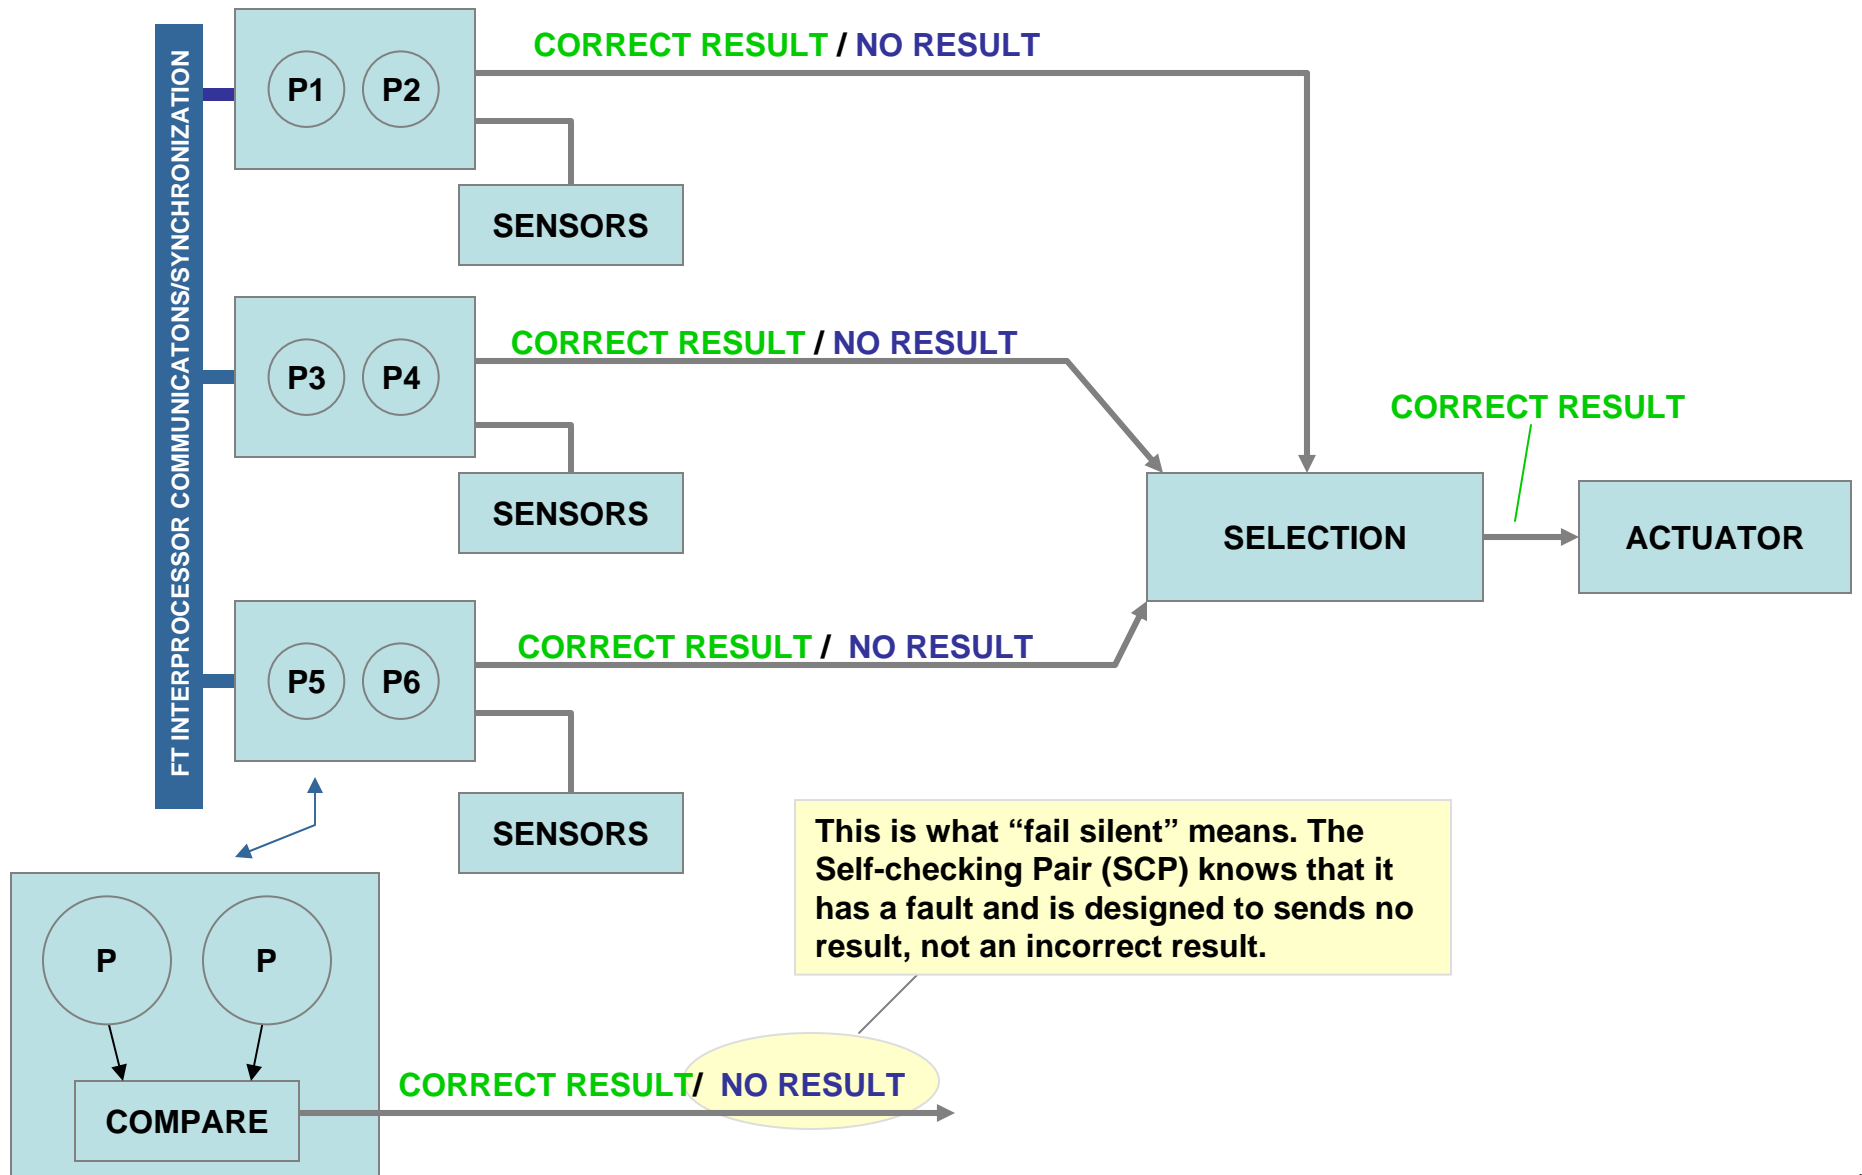 FT INTERPROCESSOR COMMUNICATONS/SYNCHRONIZATION
P1 P2
CORRECT RESULT / NO RESULT
SENSORS
P3 P4
CORRECT RESULT / NO RESULT
SENSORS
P5 P6
CORRECT RESULT / NO RESULT
SENSORS
SELECTION
CORRECT RESULT
ACTUATOR
This is what “fail silent” means. The
Self-checking Pair (SCP) knows that it
has a fault and is designed to sends no
result, not an incorrect result.
P P
COMPARE
CORRECT RESULT/ NO RESULT